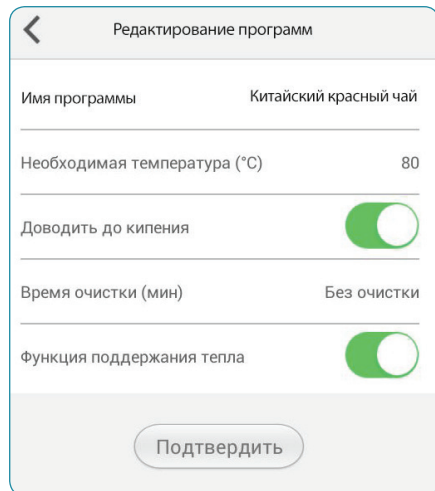 Редактирование программ
Имя программы Китайский красный чай
Необходимая температура (°C) 80
Доводить до кипения
Время очистки (мин) Без очистки
Функция поддержания тепла
Подтвердить